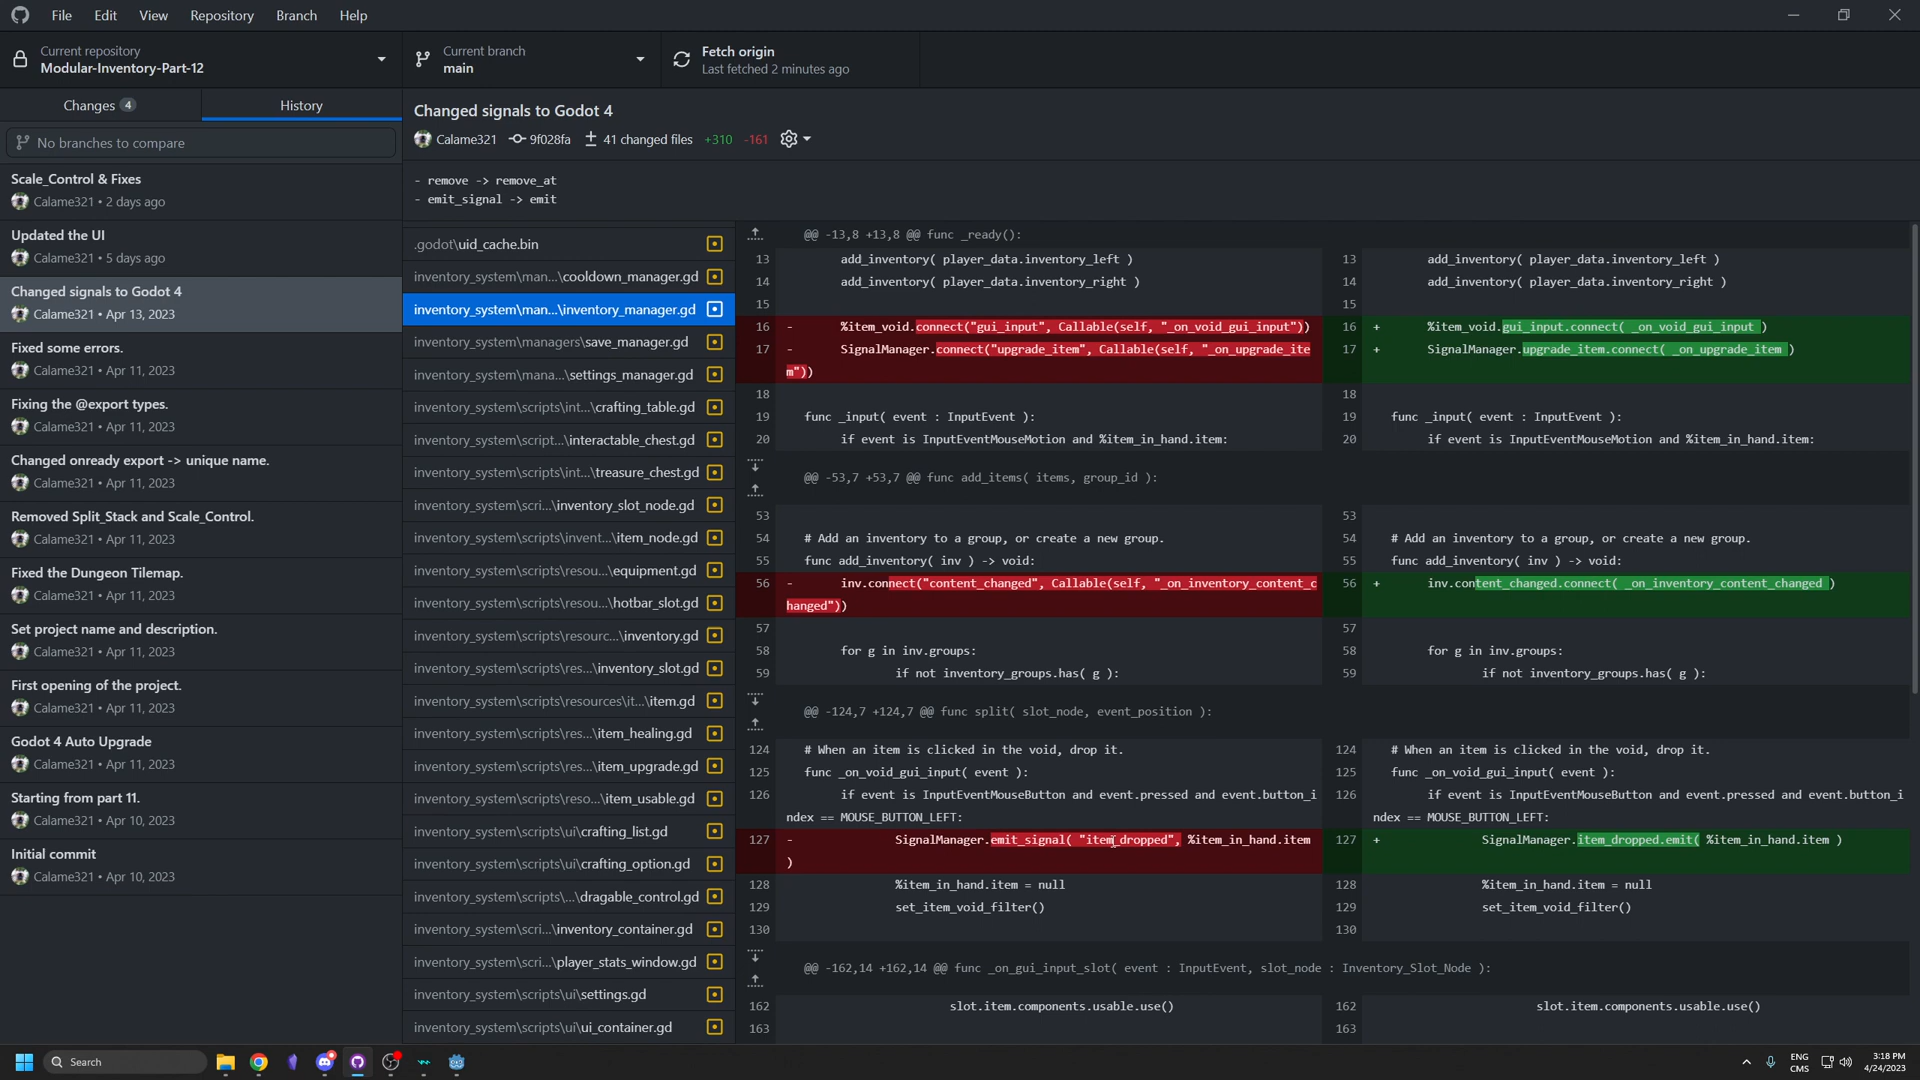 File Edit View Repository Branch Help
Current repository
Modular-Inventory-Part-12
Current branch
main
Fetch origin
Last fetched 2 minutes ago
Changes 4
History
No branches to compare
Scale_Control & Fixes
Calame321 • 2 days ago
Updated the UI
Calame321 • 5 days ago
Changed signals to Godot 4
Calame321 • Apr 13, 2023
Fixed some errors.
Calame321 • Apr 11, 2023
Fixing the @export types.
Calame321 • Apr 11, 2023
Changed onready export -> unique name.
Calame321 • Apr 11, 2023
Removed Split_Stack and Scale_Control.
Calame321 • Apr 11, 2023
Fixed the Dungeon Tilemap.
Calame321 • Apr 11, 2023
Set project name and description.
Calame321 • Apr 11, 2023
First opening of the project.
Calame321 • Apr 11, 2023
Godot 4 Auto Upgrade
Calame321 • Apr 11, 2023
Starting from part 11.
Calame321 • Apr 10, 2023
Initial commit
Calame321 • Apr 10, 2023
Changed signals to Godot 4
Calame321 9f028fa 41 changed files +310 -161
- remove -> remove_at
- emit_signal -> emit
.godot\uid_cache.bin
inventory_system\man...\cooldown_manager.gd
inventory_system\man...\inventory_manager.gd
inventory_system\managers\save_manager.gd
inventory_system\mana...\settings_manager.gd
inventory_system\scripts\int...\crafting_table.gd
inventory_system\script...\interactable_chest.gd
inventory_system\scripts\int...\treasure_chest.gd
inventory_system\scri...\inventory_slot_node.gd
inventory_system\scripts\invent...\item_node.gd
inventory_system\scripts\resou...\equipment.gd
inventory_system\scripts\resou...\hotbar_slot.gd
inventory_system\scripts\resourc...\inventory.gd
inventory_system\scripts\res...\inventory_slot.gd
inventory_system\scripts\resources\it...\item.gd
inventory_system\scripts\res...\item_healing.gd
inventory_system\scripts\res...\item_upgrade.gd
inventory_system\scripts\reso...\item_usable.gd
inventory_system\scripts\ui\crafting_list.gd
inventory_system\scripts\ui\crafting_option.gd
inventory_system\scripts\...\dragable_control.gd
inventory_system\scri...\inventory_container.gd
inventory_system\scri...\player_stats_window.gd
inventory_system\scripts\ui\settings.gd
inventory_system\scripts\ui\ui_container.gd
@@ -13,8 +13,8 @@ func _ready():
13 add_inventory( player_data.inventory_left )
14 add_inventory( player_data.inventory_right )
15
16 - %item_void.connect("gui_input", Callable(self, "_on_void_gui_input"))
17 - SignalManager.connect("upgrade_item", Callable(self, "_on_upgrade_ite
m"))
18
19 func _input( event : InputEvent ):
20 if event is InputEventMouseMotion and %item_in_hand.item:
@@ -53,7 +53,7 @@ func add_items( items, group_id ):
53
54 # Add an inventory to a group, or create a new group.
55 func add_inventory( inv ) -> void:
56 - inv.connect("content_changed", Callable(self, "_on_inventory_content_c
hanged"))
57
58 for g in inv.groups:
59 if not inventory_groups.has( g ):
@@ -124,7 +124,7 @@ func split( slot_node, event_position ):
124 # When an item is clicked in the void, drop it.
125 func _on_void_gui_input( event ):
126 if event is InputEventMouseButton and event.pressed and event.button_i
ndex == MOUSE_BUTTON_LEFT:
127 - SignalManager.emit_signal( "item_dropped", %item_in_hand.item
)
128 %item_in_hand.item = null
129 set_item_void_filter()
130
@@ -162,14 +162,14 @@ func _on_gui_input_slot( event : InputEvent, slot_node : Inventory_Slot_Node ):
162 slot.item.components.usable.use()
163
13 add_inventory( player_data.inventory_left )
14 add_inventory( player_data.inventory_right )
15
16 + %item_void.gui_input.connect( _on_void_gui_input )
17 + SignalManager.upgrade_item.connect( _on_upgrade_item )
18
19 func _input( event : InputEvent ):
20 if event is InputEventMouseMotion and %item_in_hand.item:
53
54 # Add an inventory to a group, or create a new group.
55 func add_inventory( inv ) -> void:
56 + inv.content_changed.connect( _on_inventory_content_changed )
57
58 for g in inv.groups:
59 if not inventory_groups.has( g ):
124 # When an item is clicked in the void, drop it.
125 func _on_void_gui_input( event ):
126 if event is InputEventMouseButton and event.pressed and event.button_i
ndex == MOUSE_BUTTON_LEFT:
127 + SignalManager.item_dropped.emit( %item_in_hand.item )
128 %item_in_hand.item = null
129 set_item_void_filter()
130
162 slot.item.components.usable.use()
163
Search
ENG
CMS
3:18 PM
4/24/2023